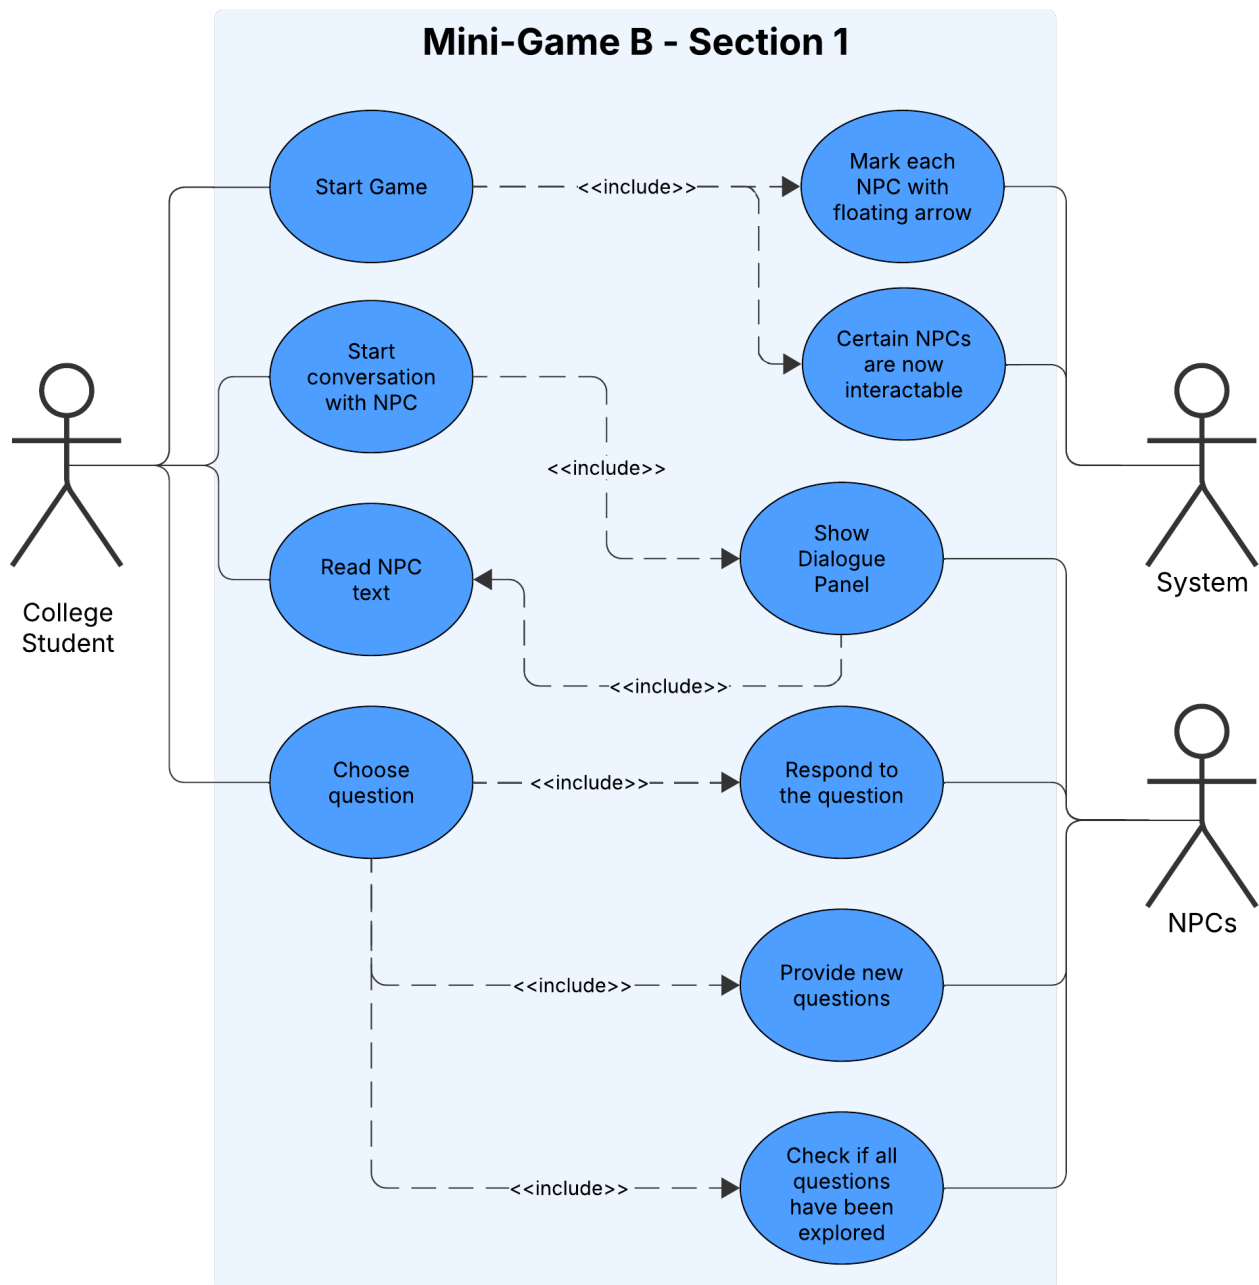 Mini-Game B - Section 1
Start Game
<<include>>
Mark each
NPC with
floating arrow
Start
conversation
with NPC
Certain NPCs
are now
interactable
<<include>>
Show
Dialogue
Panel
Read NPC
text
College
Student
System
<<include>>
Choose
question
<<include>>
Respond to
the question
NPCs
<<include>>
Provide new
questions
<<include>>
Check if all
questions
have been
explored